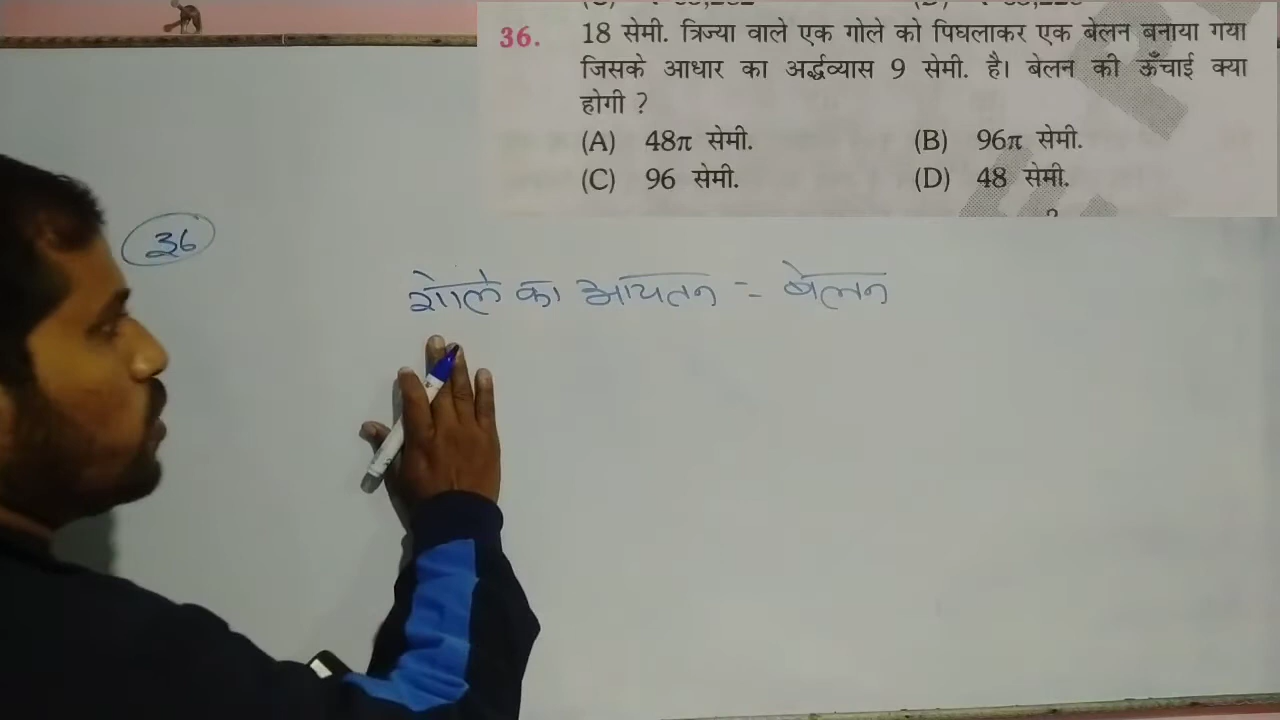 36. 18 सेमी. त्रिज्या वाले एक गोले को पिघलाकर एक बेलन बनाया गया
जिसके आधार का अर्द्धव्यास 9 सेमी. है। बेलन की ऊँचाई क्या
होगी ?
(A) 48π सेमी. (B) 96π सेमी.
(C) 96 सेमी. (D) 48 सेमी.
36
गोले का आयतन = बेलन